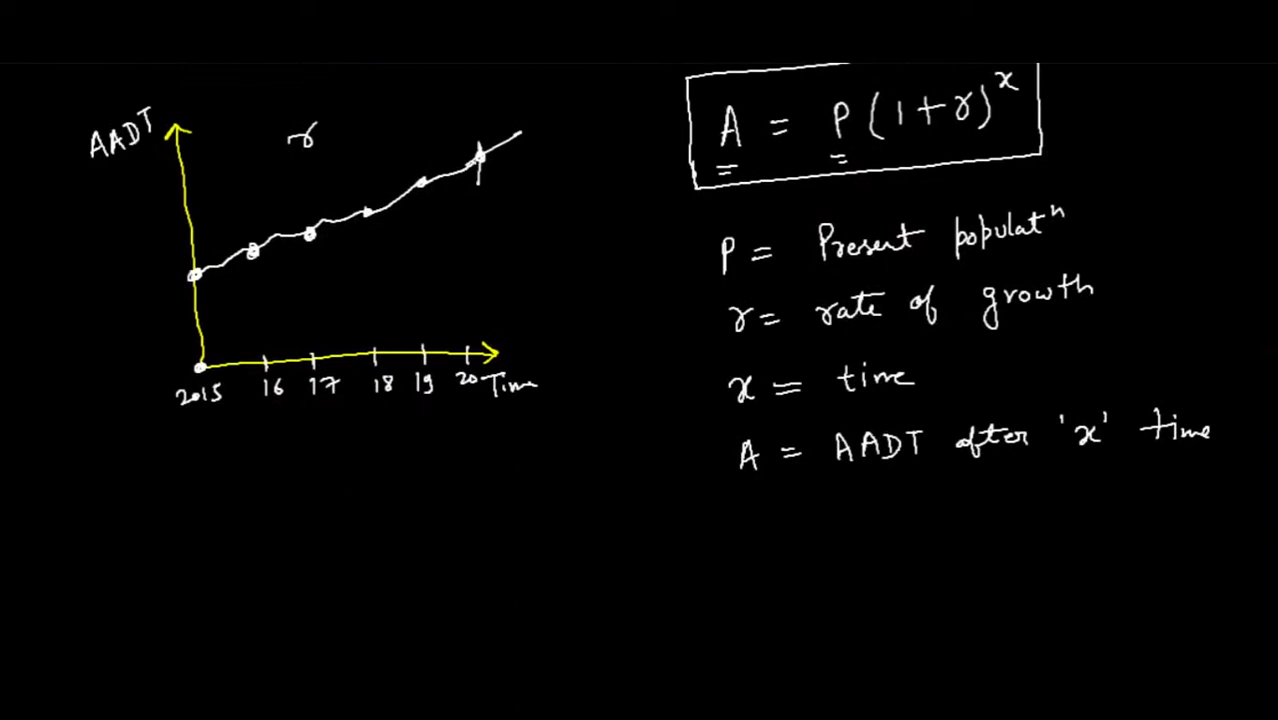 AADT
r
2015 16 17 18 19 20 Time
A = P (1 + r)^x
P = Present populatⁿ
r = rate of growth
x = time
A = AADT after 'x' time